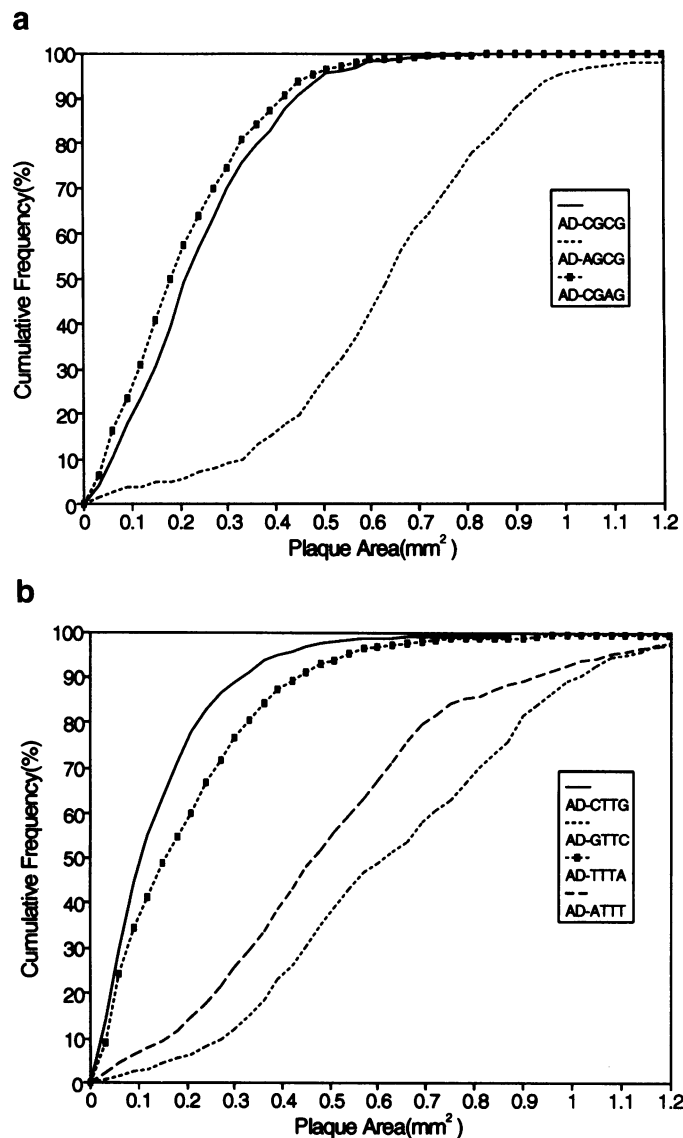 a
100
90
80
70
60
50
40
30
20
10
0
Cumulative Frequency(%)
AD-CGCG
AD-AGCG
AD-CGAG
0 0.1 0.2 0.3 0.4 0.5 0.6 0.7 0.8 0.9 1 1.1 1.2
Plaque Area(mm²)
b
100
90
80
70
60
50
40
30
20
10
0
Cumulative Frequency(%)
AD-CTTG
AD-GTTC
AD-TTTA
AD-ATTT
0 0.1 0.2 0.3 0.4 0.5 0.6 0.7 0.8 0.9 1 1.1 1.2
Plaque Area(mm²)